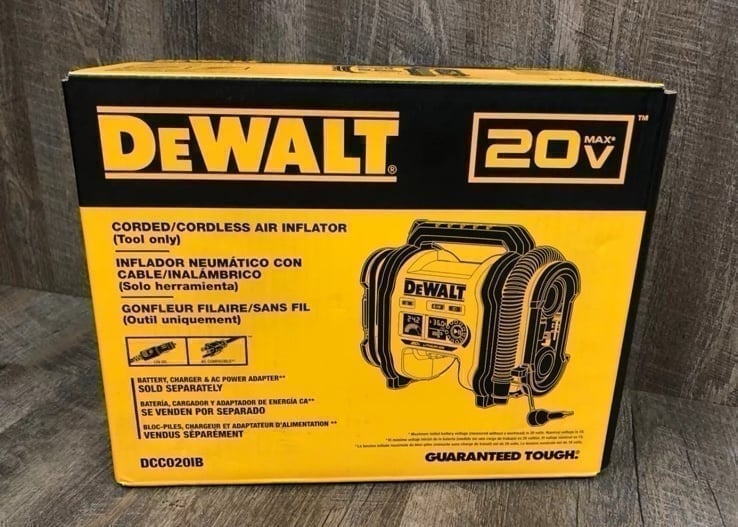 DEWALT®
20V MAX* ™
CORDED/CORDLESS AIR INFLATOR
(Tool only)
INFLADOR NEUMÁTICO CON
CABLE/INALÁMBRICO
(Solo herramienta)
GONFLEUR FILAIRE/SANS FIL
(Outil uniquement)
DEWALT
BATTERY, CHARGER & AC POWER ADAPTER**
SOLD SEPARATELY
BATERÍA, CARGADOR Y ADAPTADOR DE ENERGÍA CA**
SE VENDEN POR SEPARADO
BLOC-PILES, CHARGEUR ET ADAPTATEUR D'ALIMENTATION **
VENDUS SÉPARÉMENT
DCC020IB
GUARANTEED TOUGH.®